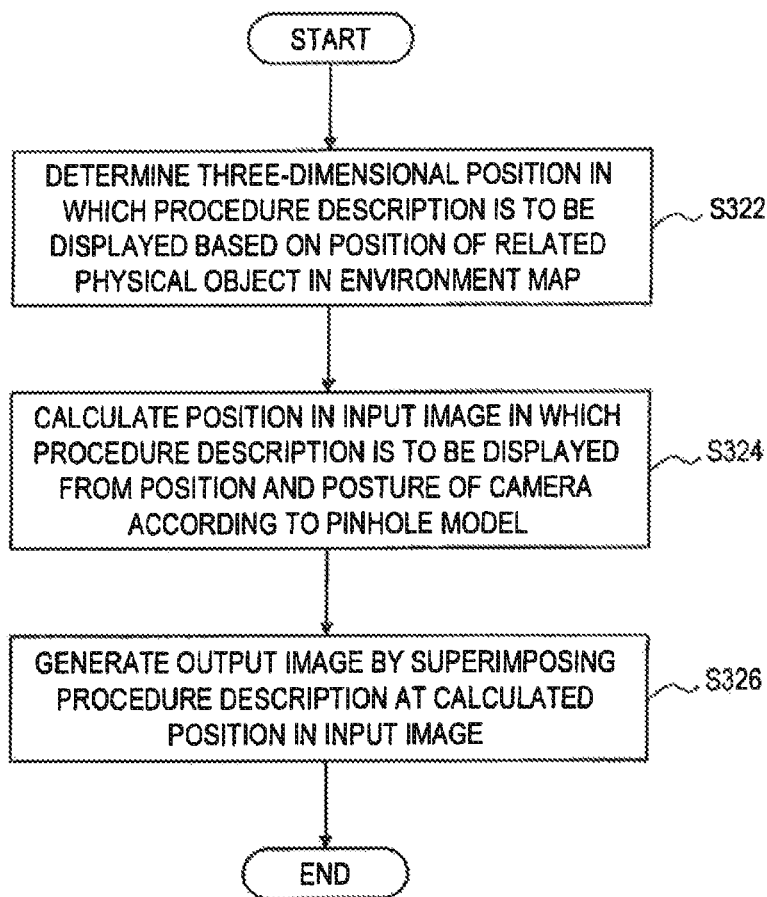 START
DETERMINE THREE-DIMENSIONAL POSITION IN
WHICH PROCEDURE DESCRIPTION IS TO BE
DISPLAYED BASED ON POSITION OF RELATED
PHYSICAL OBJECT IN ENVIRONMENT MAP
S322
CALCULATE POSITION IN INPUT IMAGE IN WHICH
PROCEDURE DESCRIPTION IS TO BE DISPLAYED
FROM POSITION AND POSTURE OF CAMERA
ACCORDING TO PINHOLE MODEL
S324
GENERATE OUTPUT IMAGE BY SUPERIMPOSING
PROCEDURE DESCRIPTION AT CALCULATED
POSITION IN INPUT IMAGE
S326
END